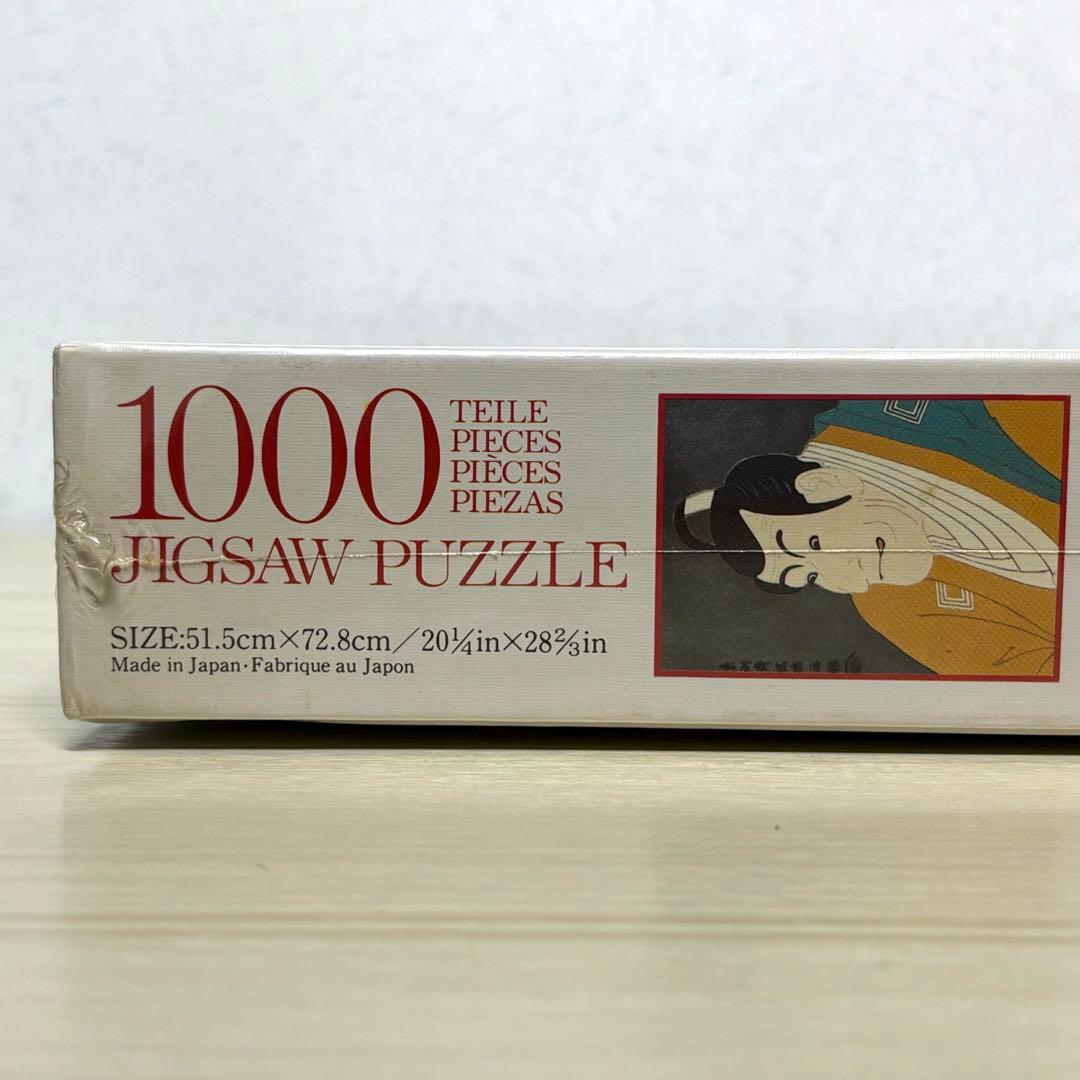 1000
TEILE
PIECES
PIÈCES
PIEZAS
JIGSAW PUZZLE
SIZE:51.5cm×72.8cm/20¼in×28⅔in
Made in Japan·Fabrique au Japon